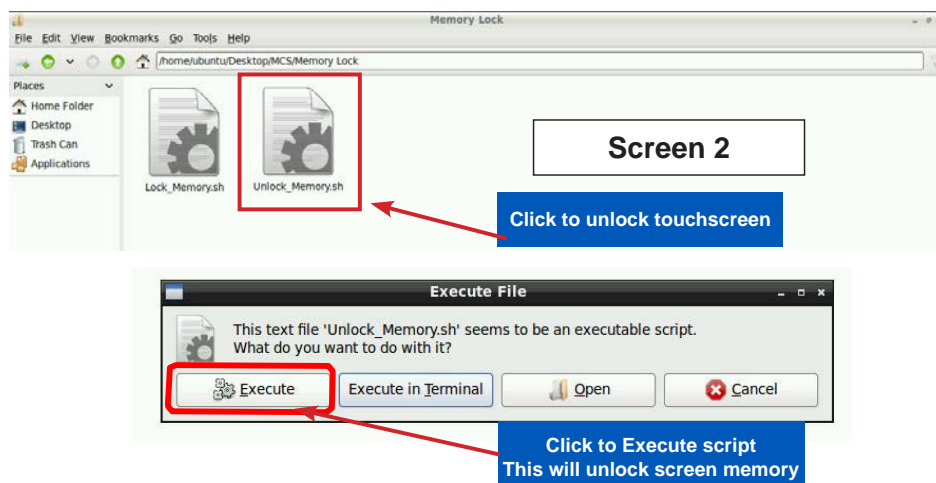 Memory Lock
File Edit View Bookmarks Go Tools Help
/home/ubuntu/Desktop/MCS/Memory Lock
Places
Home Folder
Desktop
Trash Can
Applications
Lock_Memory.sh
Unlock_Memory.sh
Screen 2
Click to unlock touchscreen
Execute File
This text file 'Unlock_Memory.sh' seems to be an executable script.
What do you want to do with it?
Execute
Execute in Terminal
Open
Cancel
Click to Execute script
This will unlock screen memory